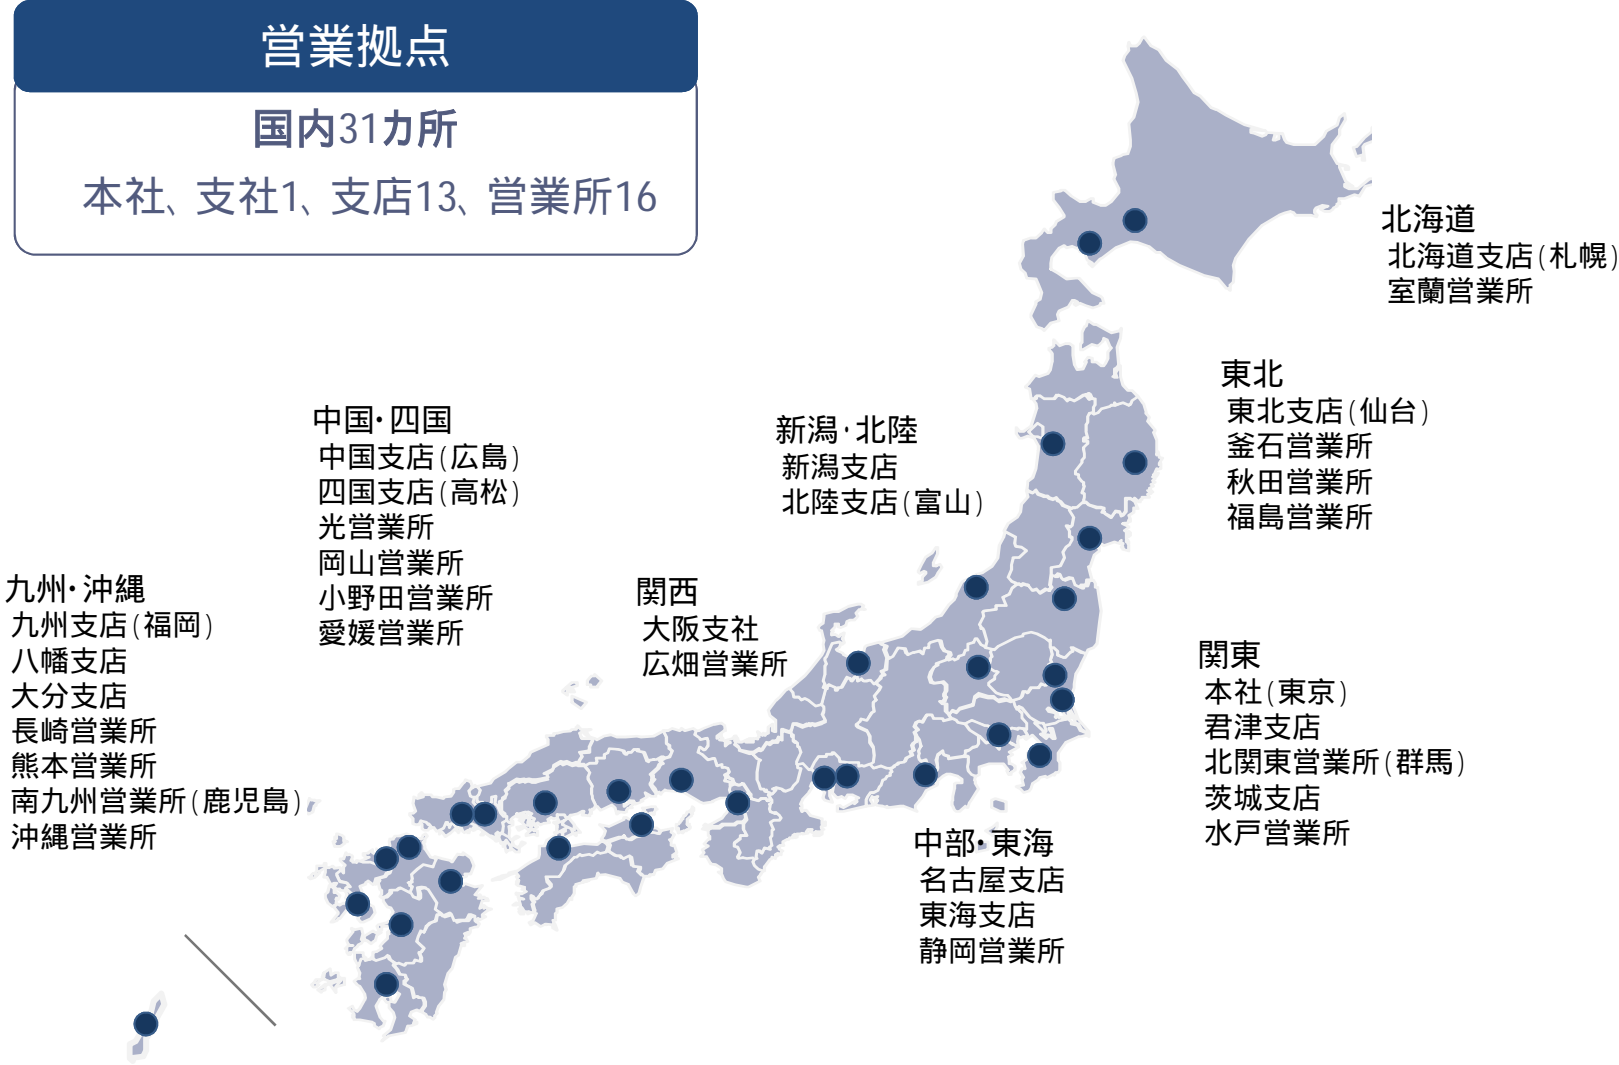 営業拠点
国内31カ所
本社、支社1、支店13、営業所16
北海道
北海道支店(札幌)
室蘭営業所
東北
東北支店(仙台)
釜石営業所
秋田営業所
福島営業所
中国・四国
中国支店(広島)
四国支店(高松)
光営業所
岡山営業所
小野田営業所
愛媛営業所
新潟・北陸
新潟支店
北陸支店(富山)
九州・沖縄
九州支店(福岡)
八幡支店
大分支店
長崎営業所
熊本営業所
南九州営業所(鹿児島)
沖縄営業所
関西
大阪支社
広畑営業所
関東
本社(東京)
君津支店
北関東営業所(群馬)
茨城支店
水戸営業所
中部・東海
名古屋支店
東海支店
静岡営業所